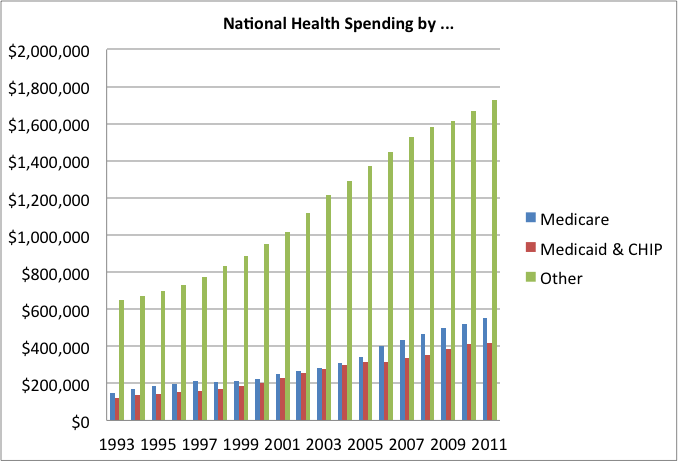 National Health Spending by ...
$2,000,000
$1,800,000
$1,600,000
$1,400,000
$1,200,000
$1,000,000
$800,000
$600,000
$400,000
$200,000
$0
1993 1995 1997 1999 2001 2003 2005 2007 2009 2011
Medicare
Medicaid & CHIP
Other